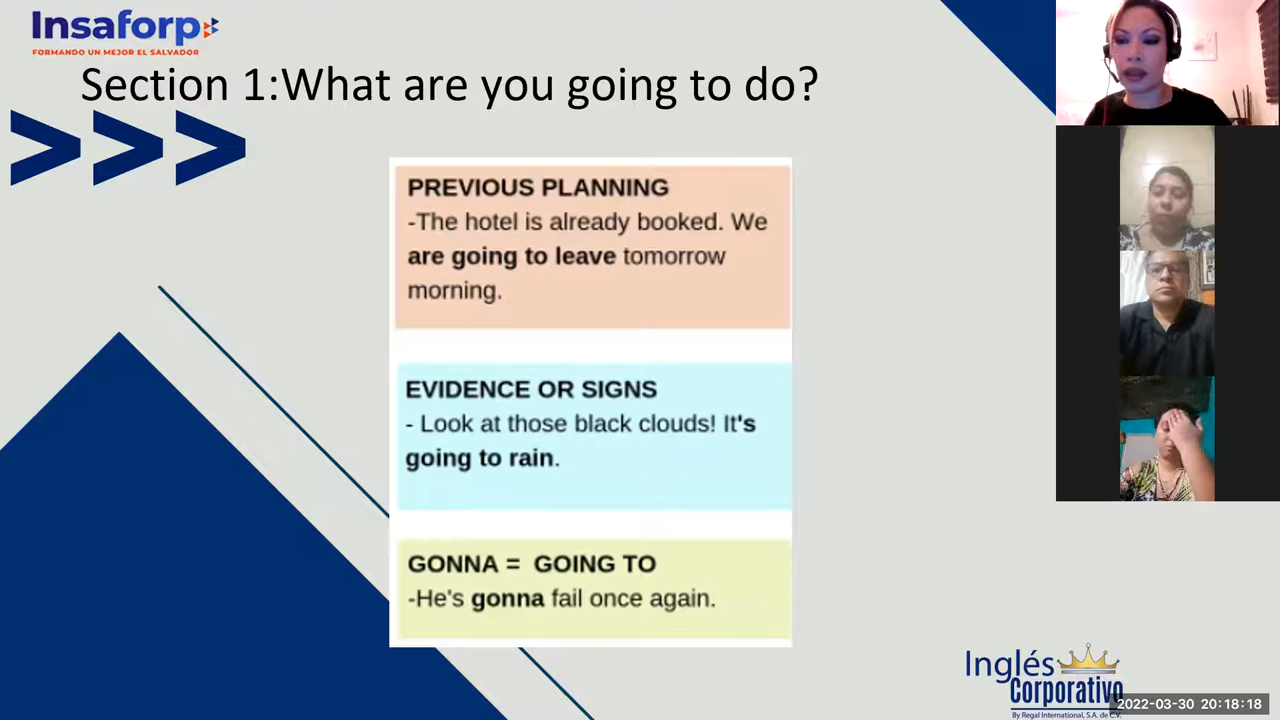 Insaforp
FORMANDO UN MEJOR EL SALVADOR
Section 1:What are you going to do?
PREVIOUS PLANNING
-The hotel is already booked. We
are going to leave tomorrow
morning.
EVIDENCE OR SIGNS
- Look at those black clouds! It's
going to rain.
GONNA = GOING TO
-He's gonna fail once again.
Inglés
Corporativo
By Regal International, S.A. de C.V.
2022-03-30 20:18:18